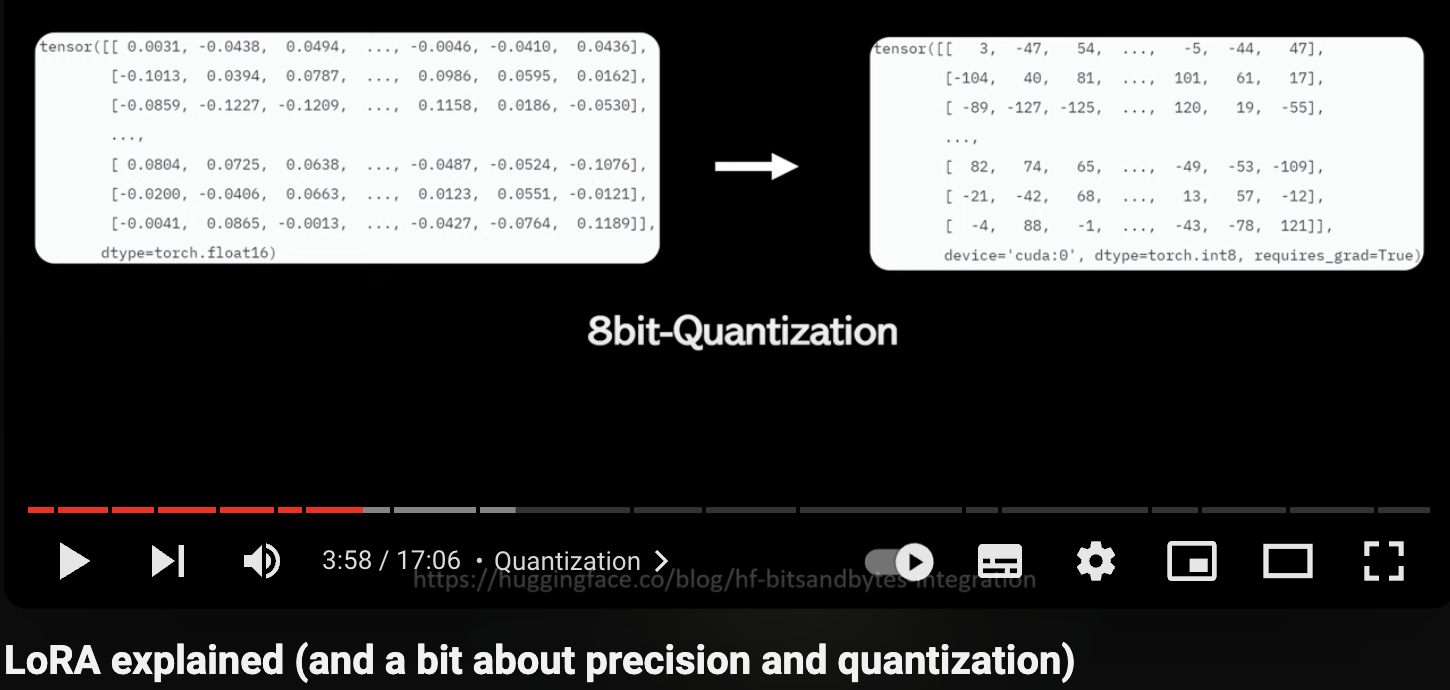 tensor([[ 0.0031, -0.0438,  0.0494,  ..., -0.0046, -0.0410,  0.0436],
[-0.1013,  0.0394,  0.0787,  ...,  0.0986,  0.0595,  0.0162],
[-0.0859, -0.1227, -0.1209,  ...,  0.1158,  0.0186, -0.0530],
...,
[ 0.0804,  0.0725,  0.0638,  ..., -0.0487, -0.0524, -0.1076],
[-0.0200, -0.0406,  0.0663,  ...,  0.0123,  0.0551, -0.0121],
[-0.0041,  0.0865, -0.0013,  ..., -0.0427, -0.0764,  0.1189]],
dtype=torch.float16)
tensor([[   3,  -47,   54,  ...,   -5,  -44,   47],
[-104,   40,   81,  ...,  101,   61,   17],
[ -89, -127, -125,  ...,  120,   19,  -55],
...,
[  82,   74,   65,  ...,  -49,  -53, -109],
[ -21,  -42,   68,  ...,   13,   57,  -12],
[  -4,   88,   -1,  ...,  -43,  -78,  121]],
device='cuda:0', dtype=torch.int8, requires_grad=True)
8bit-Quantization
3:58 / 17:06 • Quantization
https://huggingface.co/blog/hf-bitsandbytes-integration
LoRA explained (and a bit about precision and quantization)